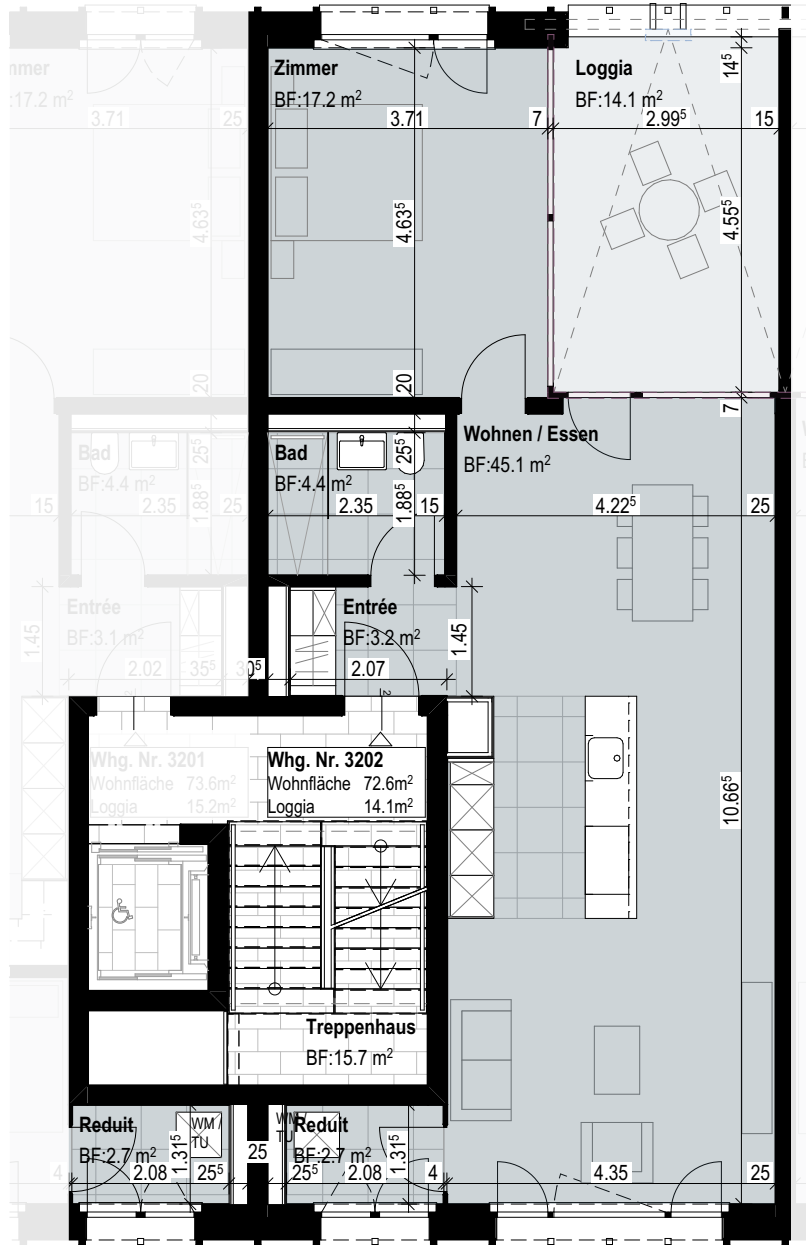 mmer
:17.2 m²
3.71
25
4.63⁵
20
Zimmer
BF:17.2 m²
3.71
7
4.63⁵
20
Loggia
BF:14.1 m²
2.99⁵
15
14⁵
4.55⁵
7
Bad
BF:4.4 m²
15
2.35
25
25⁵
1.88⁵
Bad
BF:4.4 m²
2.35
15
25⁵
1.88⁵
Wohnen / Essen
BF:45.1 m²
4.22⁵
25
Entrée
BF:3.1 m²
1.45
2.02
35⁵
30⁵
Entrée
BF:3.2 m²
2.07
1.45
Whg. Nr. 3201
Wohnfläche 73.6m²
Loggia 15.2m²
Whg. Nr. 3202
Wohnfläche 72.6m²
Loggia 14.1m²
10.66⁵
Treppenhaus
BF:15.7 m²
Reduit
BF:2.7 m²
WM /
TU
1.31⁵
4
2.08
25⁵
25
WM /
TU
Reduit
BF:2.7 m²
1.31⁵
25⁵
2.08
4
4.35
25